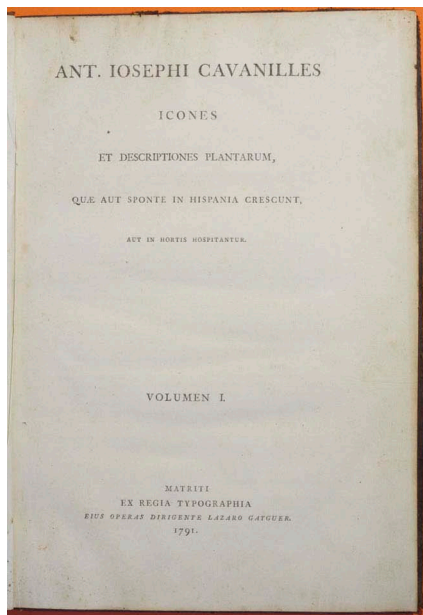 ANT. IOSEPHI CAVANILLES
ICONES
ET DESCRIPTIONES PLANTARUM,
QUÆ AUT SPONTE IN HISPANIA CRESCUNT,
AUT IN HORTIS HOSPITANTUR.
VOLUMEN I.
MATRITI
EX REGIA TYPOGRAPHIA
EIUS OPERAS DIRIGENTE LAZARO GAYGUER.
1791.